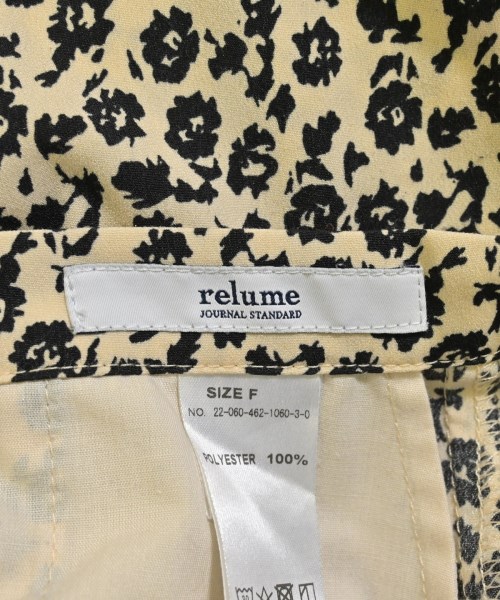 relume
JOURNAL STANDARD
SIZE F
NO. 22-060-462-1060-3-0
POLYESTER 100%